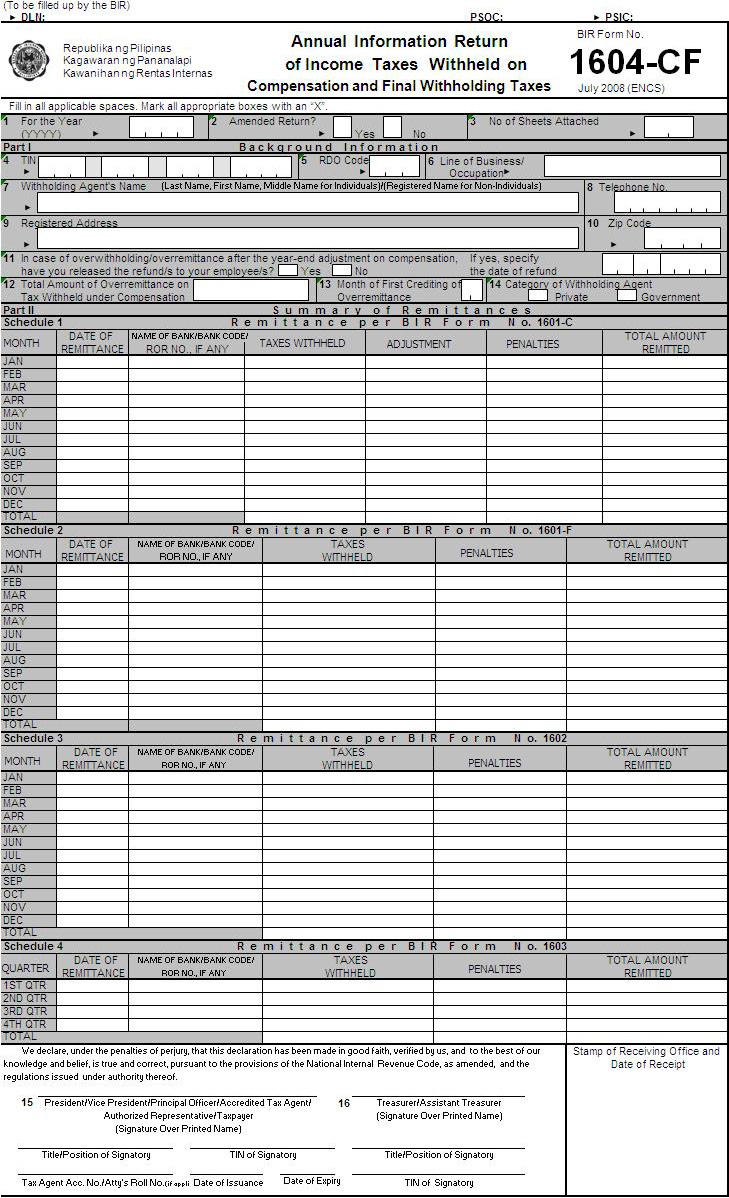 (To be filled up by the BIR)
► DLN: PSOC: ► PSIC:
Republika ng Pilipinas
Kagawaran ng Pananalapi
Kawanihan ng Rentas Internas
Annual Information Return
of Income Taxes Withheld on
Compensation and Final Withholding Taxes
BIR Form No.
1604-CF
July 2008 (ENCS)
Fill in all applicable spaces. Mark all appropriate boxes with an "X".
1 For the Year (YYYY) ►
2 Amended Return? ► Yes No
3 No of Sheets Attached ►
Part I Background Information
4 TIN ►
5 RDO Code ►
6 Line of Business/ Occupation►
7 Withholding Agent's Name (Last Name, First Name, Middle Name for Individuals)/(Registered Name for Non-Individuals) ►
8 Telephone No. ►
9 Registered Address ►
10 Zip Code ►
11 In case of overwithholding/overremittance after the year-end adjustment on compensation,
have you released the refund/s to your employee/s? Yes No
If yes, specify
the date of refund
12 Total Amount of Overremittance on
Tax Withheld under Compensation
13 Month of First Crediting of
Overremittance
14 Category of Withholding Agent
Private Government
Part II Summary of Remittances
Schedule 1 Remittance per BIR Form No. 1601-C
MONTH
DATE OF
REMITTANCE
NAME OF BANK/BANK CODE/
ROR NO., IF ANY
TAXES WITHHELD
ADJUSTMENT
PENALTIES
TOTAL AMOUNT
REMITTED
JAN
FEB
MAR
APR
MAY
JUN
JUL
AUG
SEP
OCT
NOV
DEC
TOTAL
Schedule 2 Remittance per BIR Form No. 1601-F
MONTH
DATE OF
REMITTANCE
NAME OF BANK/BANK CODE/
ROR NO., IF ANY
TAXES
WITHHELD
PENALTIES
TOTAL AMOUNT
REMITTED
JAN
FEB
MAR
APR
MAY
JUN
JUL
AUG
SEP
OCT
NOV
DEC
TOTAL
Schedule 3 Remittance per BIR Form No. 1602
MONTH
DATE OF
REMITTANCE
NAME OF BANK/BANK CODE/
ROR NO., IF ANY
TAXES
WITHHELD
PENALTIES
TOTAL AMOUNT
REMITTED
JAN
FEB
MAR
APR
MAY
JUN
JUL
AUG
SEP
OCT
NOV
DEC
TOTAL
Schedule 4 Remittance per BIR Form No. 1603
QUARTER
DATE OF
REMITTANCE
NAME OF BANK/BANK CODE/
ROR NO., IF ANY
TAXES
WITHHELD
PENALTIES
TOTAL AMOUNT
REMITTED
1ST QTR
2ND QTR
3RD QTR
4TH QTR
TOTAL
We declare, under the penalties of perjury, that this declaration has been made in good faith, verified by us, and to the best of our
knowledge and belief, is true and correct, pursuant to the provisions of the National Internal Revenue Code, as amended, and the
regulations issued under authority thereof.
Stamp of Receiving Office and
Date of Receipt
15 President/Vice President/Principal Officer/Accredited Tax Agent/
Authorized Representative/Taxpayer
(Signature Over Printed Name)
16 Treasurer/Assistant Treasurer
(Signature Over Printed Name)
Title/Position of Signatory TIN of Signatory Title/Position of Signatory
Tax Agent Acc. No./Atty's Roll No.(if appli Date of Issuance Date of Expiry TIN of Signatory